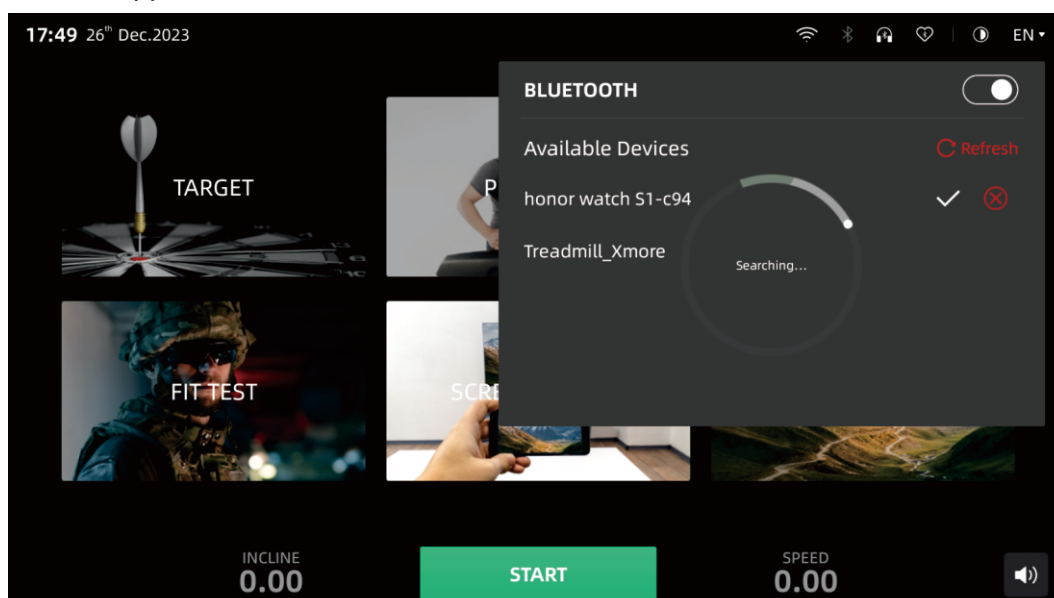 17:49 26th Dec.2023
EN
BLUETOOTH
Available Devices
Refresh
honor watch S1-c94
Treadmill_Xmore
Searching...
TARGET
P
FIT TEST
SCRE
INCLINE
0.00
START
SPEED
0.00